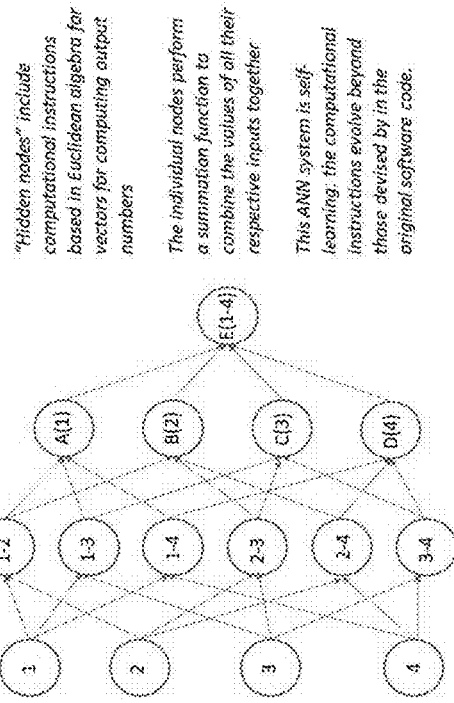 "Hidden nodes" include
computational instructions
based in Euclidean algebra for
vectors for computing output
numbers
The individual nodes perform
a summation function to
combine the values of all their
respective inputs together
This ANN system is self-
learning: the computational
instructions evolve beyond
those devised by in the
original software code.
1
2
3
4
1-2
1-3
1-4
2-3
2-4
3-4
A(1)
B(2)
C(3)
D(4)
E(1-4)